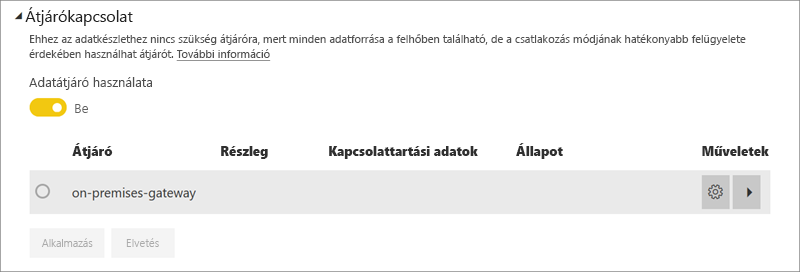 Átjárókapcsolat
Ehhez az adatkészlethez nincs szükség átjáróra, mert minden adatforrása a felhőben található, de a csatlakozás módjának hatékonyabb felügyelete
érdekében használhat átjárót. További információ
Adatátjáró használata
Be
Átjáró Részleg Kapcsolattartási adatok Állapot Műveletek
on-premises-gateway
Alkalmazás Elvetés